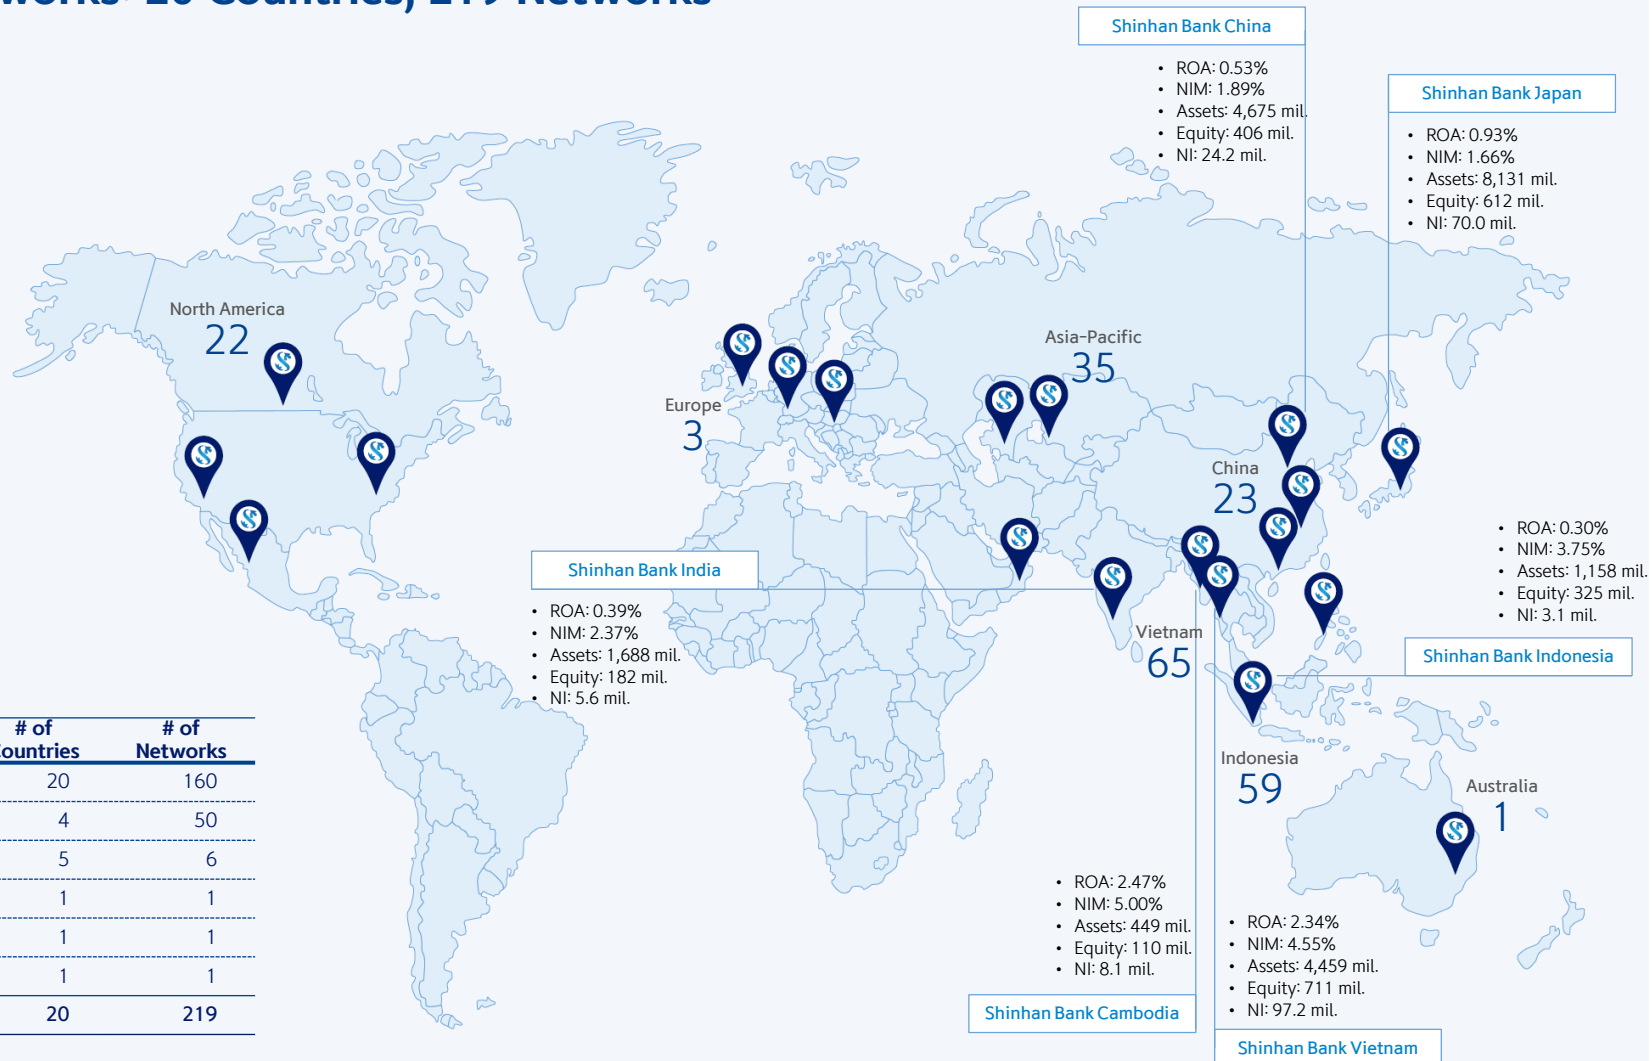 20 Countries, 219 Networks
Shinhan Bank China
• ROA: 0.53%
• NIM: 1.89%
• Assets: 4,675 mil.
• Equity: 406 mil.
• NI: 24.2 mil.
Shinhan Bank Japan
• ROA: 0.93%
• NIM: 1.66%
• Assets: 8,131 mil.
• Equity: 612 mil.
• NI: 70.0 mil.
North America
22
Europe
3
Asia-Pacific
35
China
23
Shinhan Bank India
• ROA: 0.39%
• NIM: 2.37%
• Assets: 1,688 mil.
• Equity: 182 mil.
• NI: 5.6 mil.
Vietnam
65
• ROA: 0.30%
• NIM: 3.75%
• Assets: 1,158 mil.
• Equity: 325 mil.
• NI: 3.1 mil.
Shinhan Bank Indonesia
Indonesia
59
Australia
1
# of # of
ountries Networks
20 160
4 50
5 6
1 1
1 1
1 1
20 219
• ROA: 2.47%
• NIM: 5.00%
• Assets: 449 mil.
• Equity: 110 mil.
• NI: 8.1 mil.
Shinhan Bank Cambodia
• ROA: 2.34%
• NIM: 4.55%
• Assets: 4,459 mil.
• Equity: 711 mil.
• NI: 97.2 mil.
Shinhan Bank Vietnam